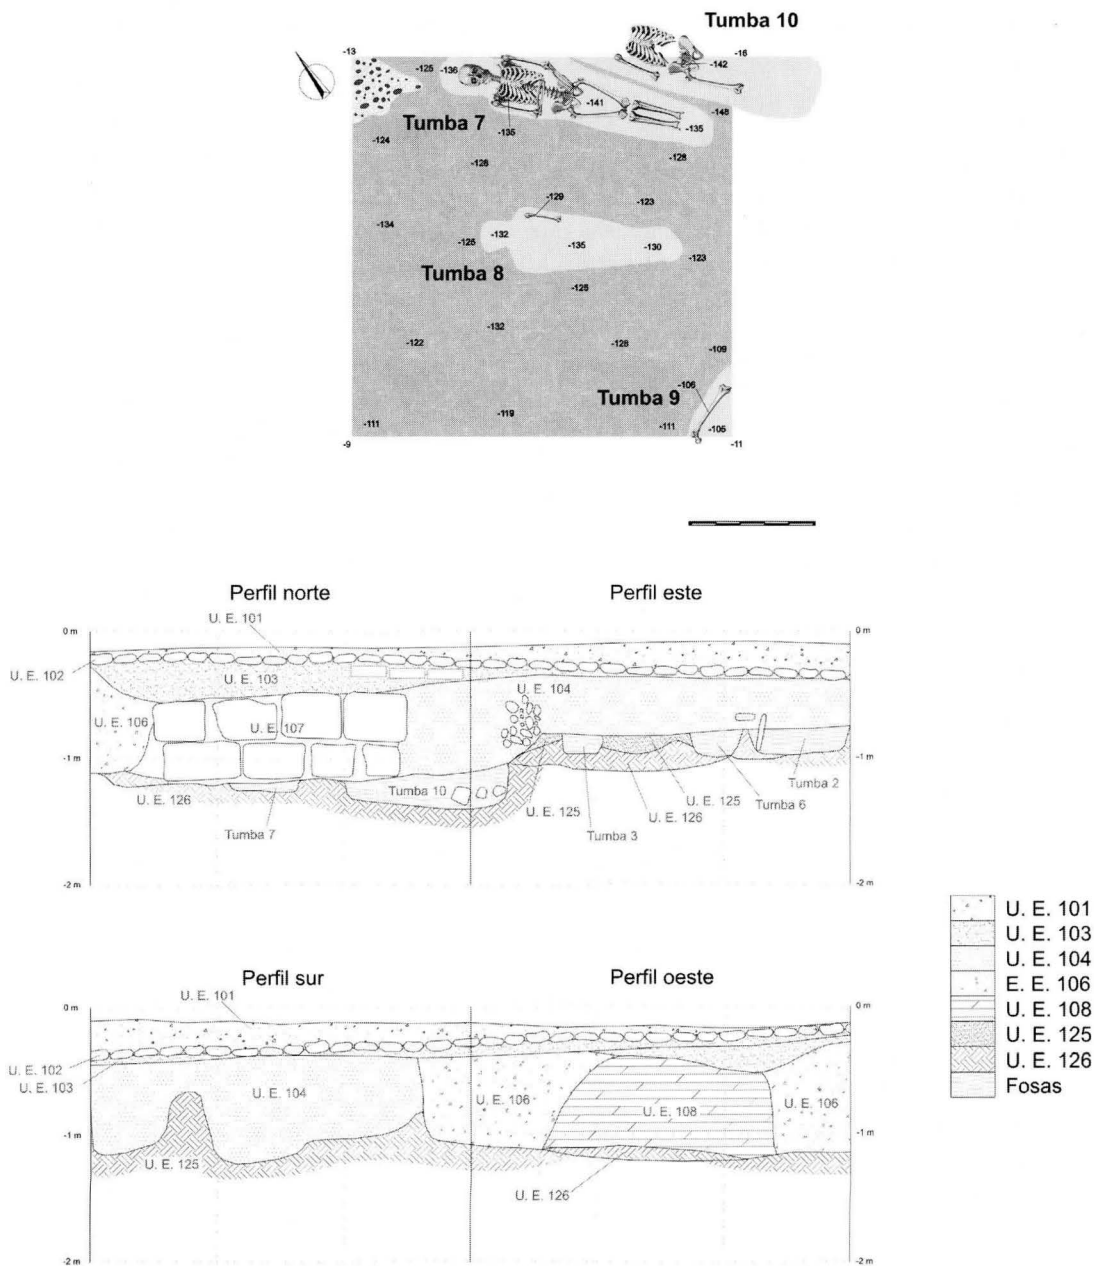 Tumba 10
-13
-16
-125
-136
-142
-141
-148
Tumba 7
-135
-135
-124
-128
-128
-129
-123
-134
-125
-132
-135
-130
-123
Tumba 8
-125
-132
-122
-128
-109
-106
Tumba 9
-119
-111
-111
-105
-9
-11
Perfil norte
Perfil este
U. E. 101
0 m
0 m
U. E. 102
U. E. 103
U. E. 104
U. E. 106
U. E. 107
-1 m
-1 m
U. E. 126
Tumba 10
Tumba 2
U. E. 125
U. E. 125
Tumba 6
Tumba 7
Tumba 3
U. E. 126
-2 m
-2 m
Perfil sur
Perfil oeste
U. E. 101
0 m
0 m
U. E. 102
U. E. 103
U. E. 104
U. E. 106
U. E. 108
U. E. 106
-1 m
-1 m
U. E. 125
U. E. 126
-2 m
-2 m
U. E. 101
U. E. 103
U. E. 104
E. E. 106
U. E. 108
U. E. 125
U. E. 126
Fosas